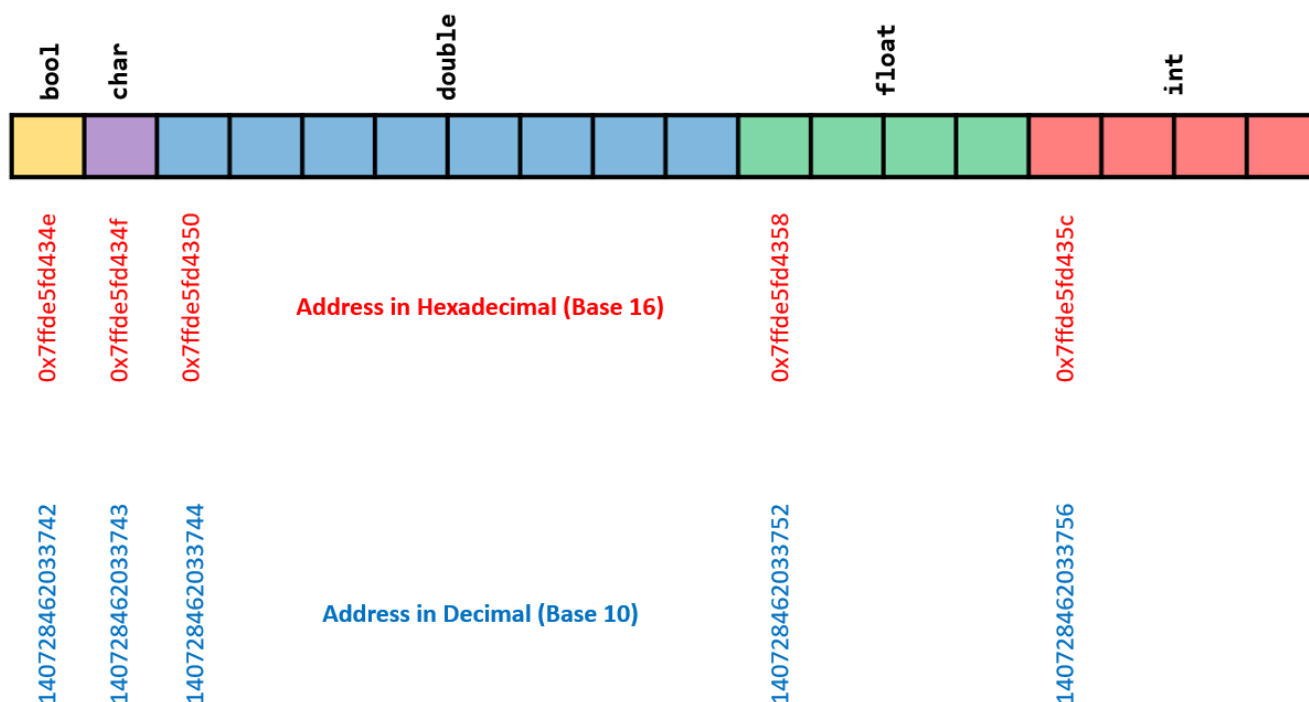 bool
char
double
float
int
0x7ffde5fd434e
0x7ffde5fd434f
0x7ffde5fd4350
Address in Hexadecimal (Base 16)
0x7ffde5fd4358
0x7ffde5fd435c
140728462033742
140728462033743
140728462033744
Address in Decimal (Base 10)
140728462033752
140728462033756